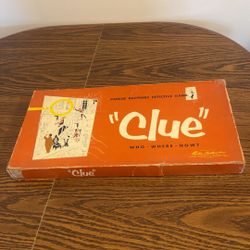 PARKER BROTHERS DETECTIVE GAME
"Clue"
WHO · WHERE · HOW?
"Clue"